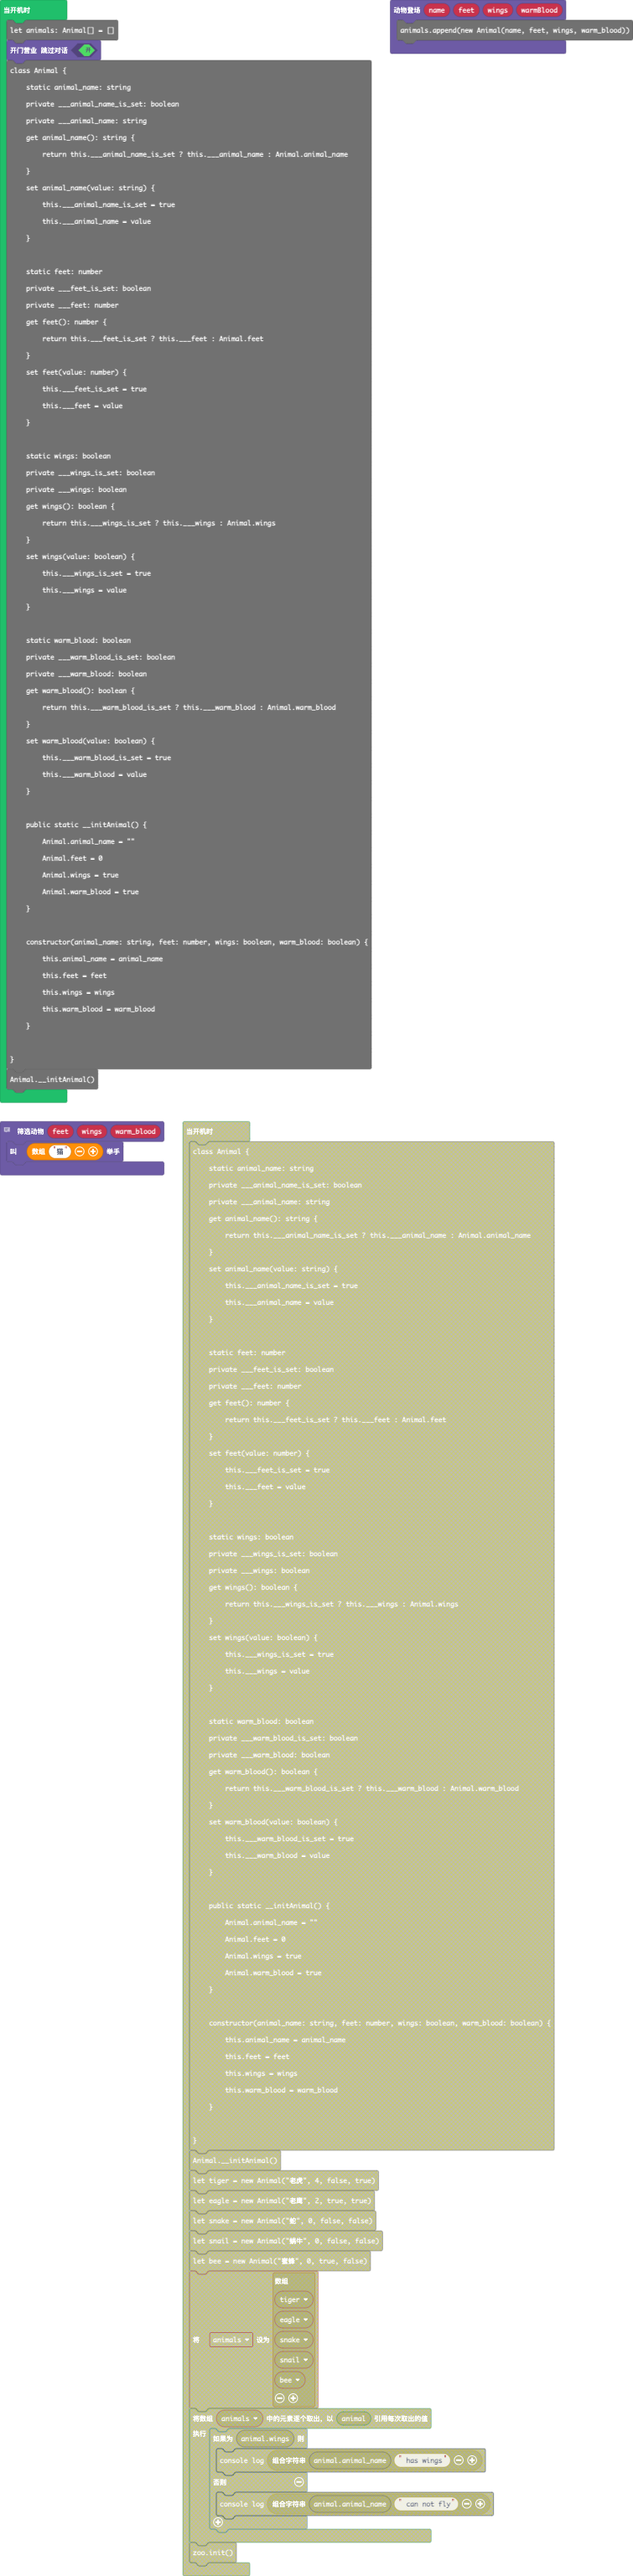 当开机时
let animals: Animal[] = []
开门营业 跳过对话 开
class Animal {
static animal_name: string
private ___animal_name_is_set: boolean
private ___animal_name: string
get animal_name(): string {
return this.___animal_name_is_set ? this.___animal_name : Animal.animal_name
}
set animal_name(value: string) {
this.___animal_name_is_set = true
this.___animal_name = value
}
static feet: number
private ___feet_is_set: boolean
private ___feet: number
get feet(): number {
return this.___feet_is_set ? this.___feet : Animal.feet
}
set feet(value: number) {
this.___feet_is_set = true
this.___feet = value
}
static wings: boolean
private ___wings_is_set: boolean
private ___wings: boolean
get wings(): boolean {
return this.___wings_is_set ? this.___wings : Animal.wings
}
set wings(value: boolean) {
this.___wings_is_set = true
this.___wings = value
}
static warm_blood: boolean
private ___warm_blood_is_set: boolean
private ___warm_blood: boolean
get warm_blood(): boolean {
return this.___warm_blood_is_set ? this.___warm_blood : Animal.warm_blood
}
set warm_blood(value: boolean) {
this.___warm_blood_is_set = true
this.___warm_blood = value
}
public static __initAnimal() {
Animal.animal_name = ""
Animal.feet = 0
Animal.wings = true
Animal.warm_blood = true
}
constructor(animal_name: string, feet: number, wings: boolean, warm_blood: boolean) {
this.animal_name = animal_name
this.feet = feet
this.wings = wings
this.warm_blood = warm_blood
}
}
Animal.__initAnimal()
动物登场 name feet wings warmBlood
animals.append(new Animal(name, feet, wings, warm_blood))
筛选动物 feet wings warm_blood
叫 数组 "猫" 举手
当开机时
class Animal {
static animal_name: string
private ___animal_name_is_set: boolean
private ___animal_name: string
get animal_name(): string {
return this.___animal_name_is_set ? this.___animal_name : Animal.animal_name
}
set animal_name(value: string) {
this.___animal_name_is_set = true
this.___animal_name = value
}
static feet: number
private ___feet_is_set: boolean
private ___feet: number
get feet(): number {
return this.___feet_is_set ? this.___feet : Animal.feet
}
set feet(value: number) {
this.___feet_is_set = true
this.___feet = value
}
static wings: boolean
private ___wings_is_set: boolean
private ___wings: boolean
get wings(): boolean {
return this.___wings_is_set ? this.___wings : Animal.wings
}
set wings(value: boolean) {
this.___wings_is_set = true
this.___wings = value
}
static warm_blood: boolean
private ___warm_blood_is_set: boolean
private ___warm_blood: boolean
get warm_blood(): boolean {
return this.___warm_blood_is_set ? this.___warm_blood : Animal.warm_blood
}
set warm_blood(value: boolean) {
this.___warm_blood_is_set = true
this.___warm_blood = value
}
public static __initAnimal() {
Animal.animal_name = ""
Animal.feet = 0
Animal.wings = true
Animal.warm_blood = true
}
constructor(animal_name: string, feet: number, wings: boolean, warm_blood: boolean) {
this.animal_name = animal_name
this.feet = feet
this.wings = wings
this.warm_blood = warm_blood
}
}
Animal.__initAnimal()
let tiger = new Animal("老虎", 4, false, true)
let eagle = new Animal("老鹰", 2, true, true)
let snake = new Animal("蛇", 0, false, false)
let snail = new Animal("蜗牛", 0, false, false)
let bee = new Animal("蜜蜂", 0, true, false)
数组
tiger
eagle
将 animals 设为 snake
snail
bee
将数组 animals 中的元素逐个取出，以 animal 引用每次取出的值
执行 如果为 animal.wings 则
console log 组合字符串 animal.animal_name " has wings"
否则
console log 组合字符串 animal.animal_name " can not fly"
zoo.init()